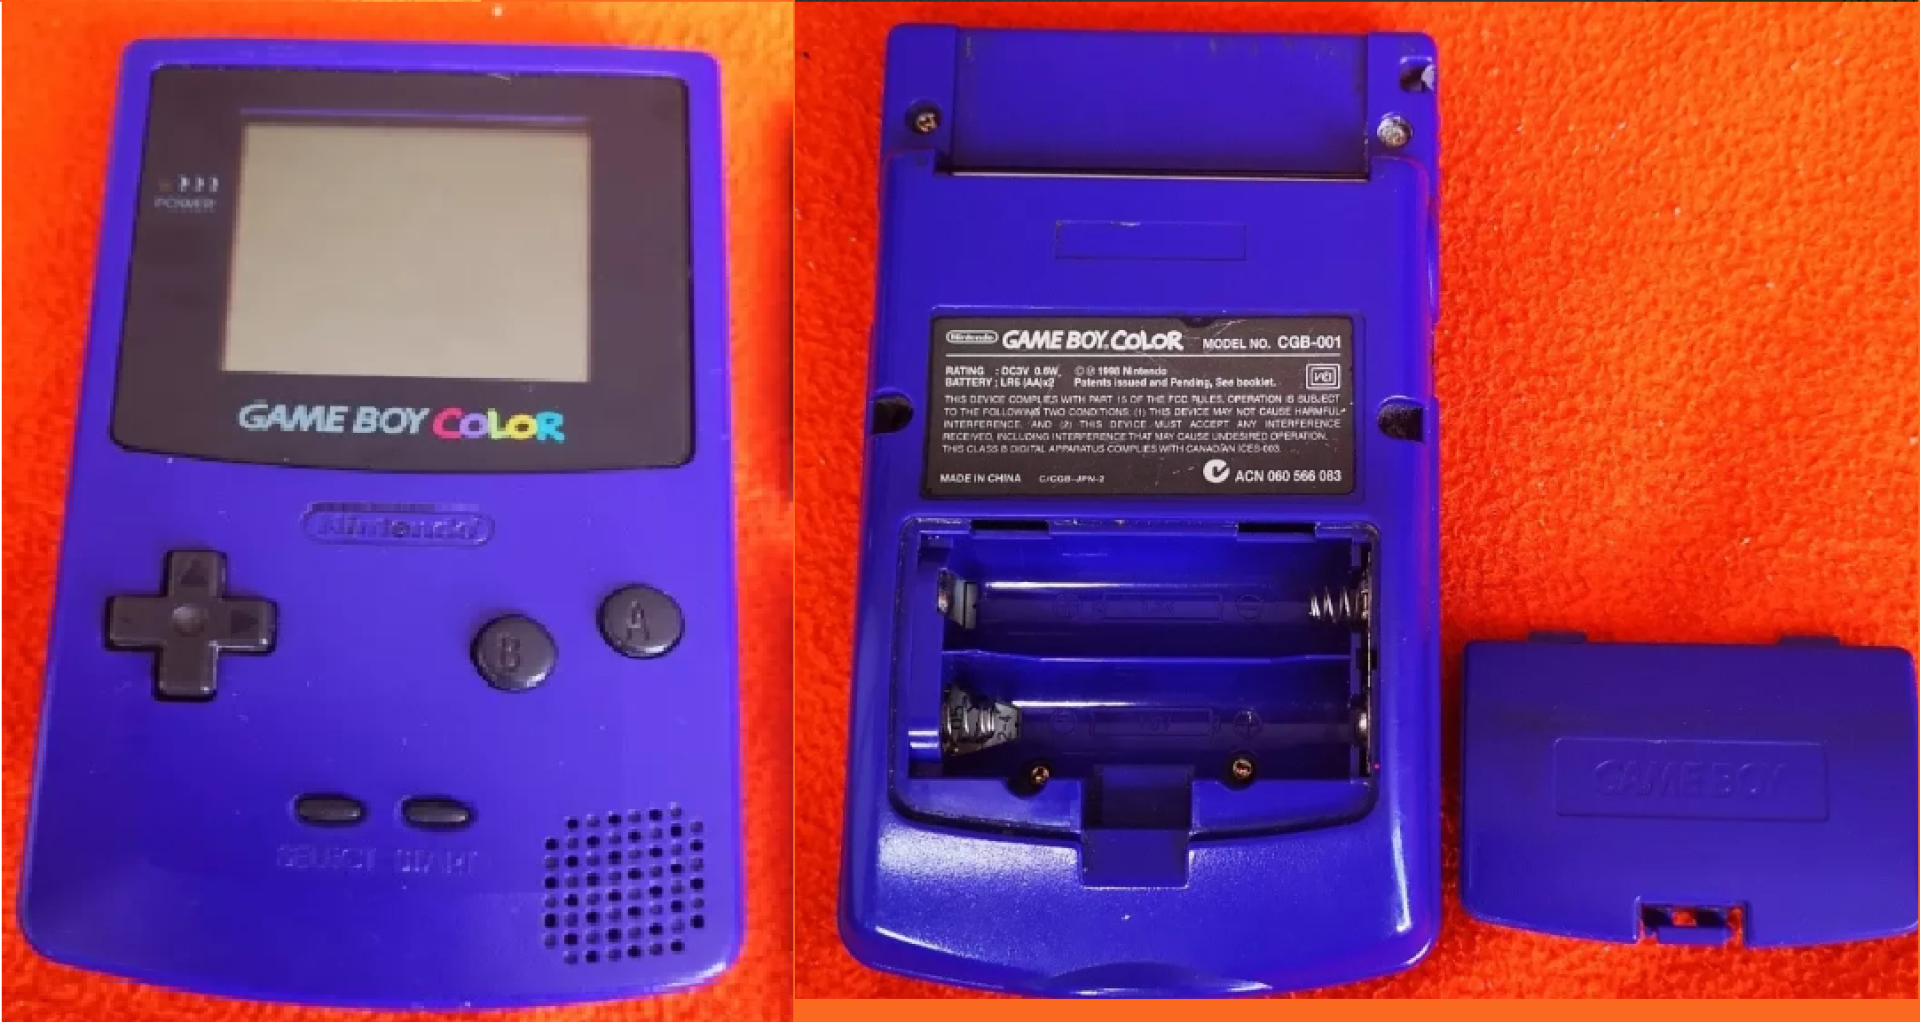 POWER
GAME BOY COLOR
Nintendo
B
A
SELECT START
Nintendo GAME BOY COLOR MODEL NO. CGB-001
RATING : DC3V 0.6W, © Ⓟ 1998 Nintendo
BATTERY : LR6 (AA)x2 Patents issued and Pending, See booklet.
THIS DEVICE COMPLIES WITH PART 15 OF THE FCC RULES. OPERATION IS SUBJECT
TO THE FOLLOWING TWO CONDITIONS: (1) THIS DEVICE MAY NOT CAUSE HARMFUL
INTERFERENCE, AND (2) THIS DEVICE MUST ACCEPT ANY INTERFERENCE
RECEIVED, INCLUDING INTERFERENCE THAT MAY CAUSE UNDESIRED OPERATION.
THIS CLASS B DIGITAL APPARATUS COMPLIES WITH CANADIAN ICES-003.
MADE IN CHINA C/CGB-JPN-2 ACN 060 566 083
GAME BOY